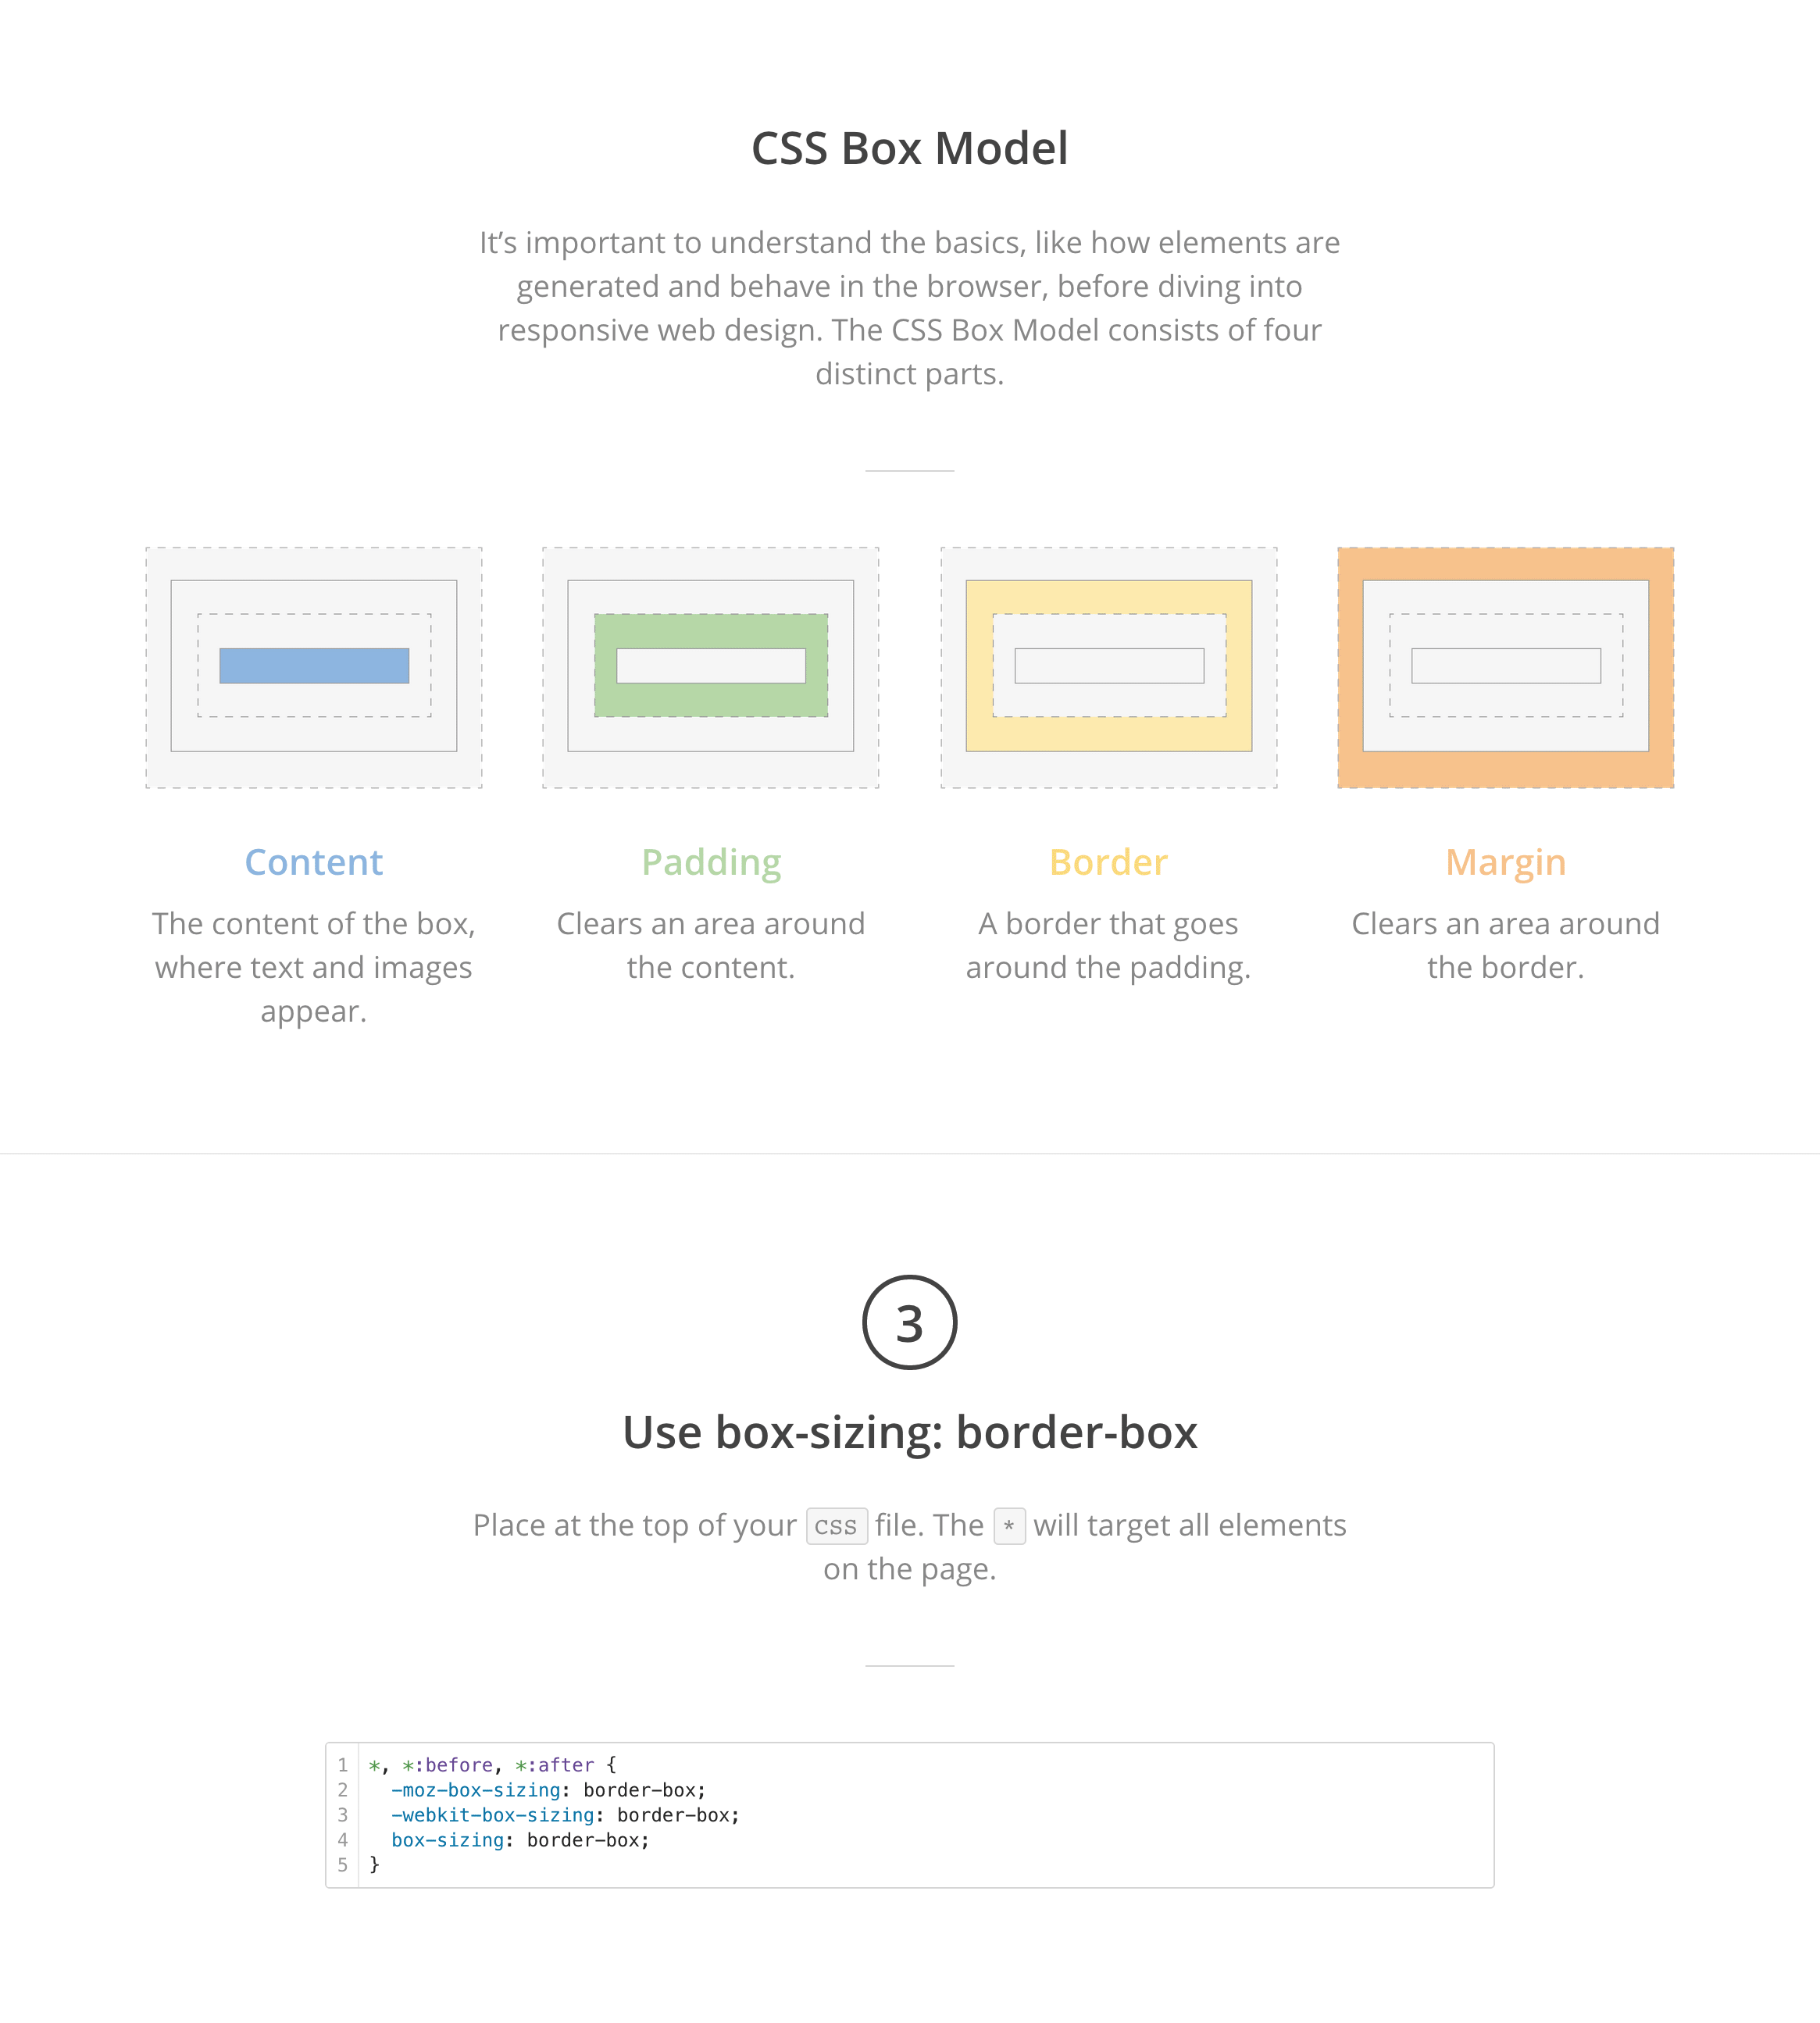 CSS Box Model
It’s important to understand the basics, like how elements are
generated and behave in the browser, before diving into
responsive web design. The CSS Box Model consists of four
distinct parts.
Content
The content of the box,
where text and images
appear.
Padding
Clears an area around
the content.
Border
A border that goes
around the padding.
Margin
Clears an area around
the border.
3
Use box-sizing: border-box
Place at the top of your CSS file. The * will target all elements
on the page.
1 *, *:before, *:after {
2   -moz-box-sizing: border-box;
3   -webkit-box-sizing: border-box;
4   box-sizing: border-box;
5 }